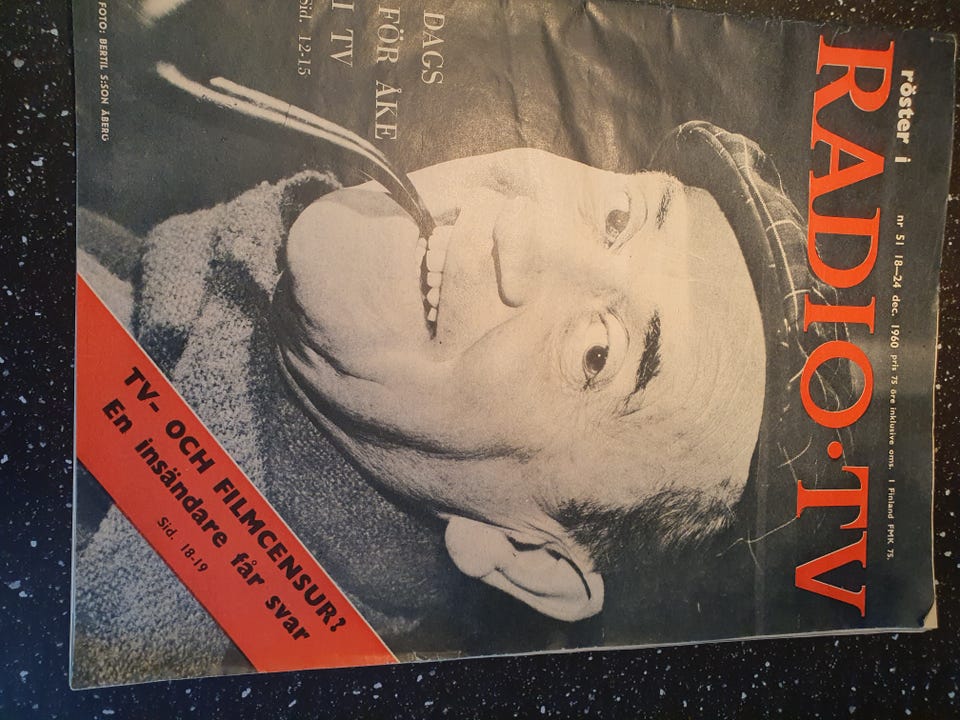 röster i
nr 51 18—24 dec. 1960 pris 75 öre inklusive oms. I Finland FMK 75.
RADIO·TV
DAGS
FÖR ÅKE
I TV
Sid. 12-15
FOTO: BERTIL S:SON ÅBERG
TV- OCH FILMCENSUR?
En insändare får svar
Sid. 18-19